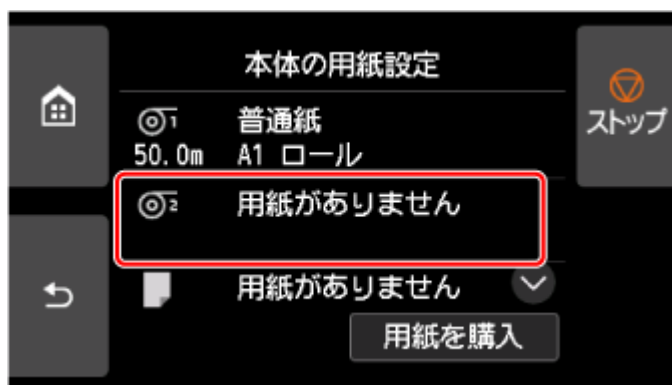 本体の用紙設定
1 普通紙
50.0m A1 ロール
2 用紙がありません
用紙がありません
用紙を購入
ストップ